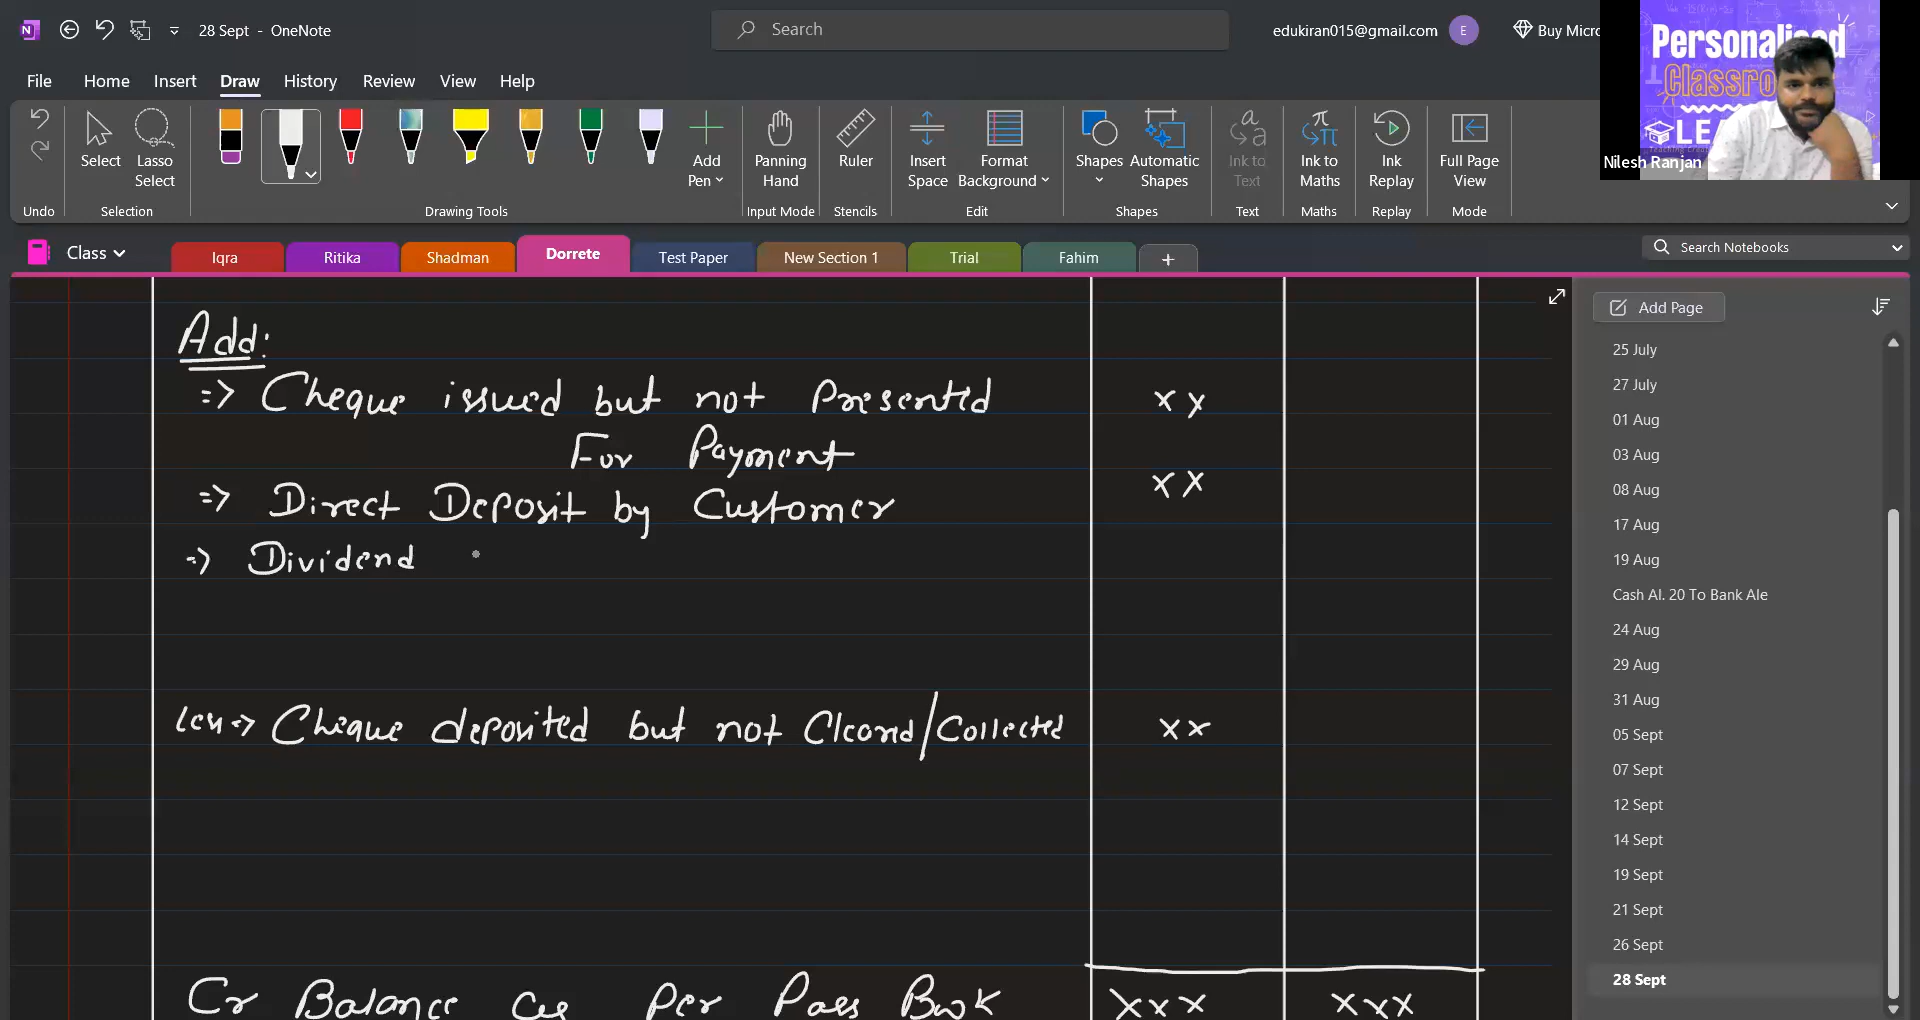 28 Sept - OneNote
Search
edukiran015@gmail.com
E
Buy Micro
File
Home
Insert
Draw
History
Review
View
Help
Select
Lasso
Select
Add
Pen
Panning
Hand
Ruler
Insert
Space
Format
Background
Shapes
Automatic
Shapes
Ink to
Text
Ink to
Maths
Ink
Replay
Full Page
View
Undo
Selection
Drawing Tools
Input Mode
Stencils
Edit
Shapes
Text
Maths
Replay
Mode
Personalised
LEA
Nilesh Ranjan
Class
Iqra
Ritika
Shadman
Dorrete
Test Paper
New Section 1
Trial
Fahim
+
Search Notebooks
Add:
=> Cheque issued but not Presented xx
For Payment
=> Direct Deposit by Customer xx
=> Dividend
Cheque deposited but not Cleared/Collected xx
Cr Balance as Per Pass Book xxx xxx
Add Page
25 July
27 July
01 Aug
03 Aug
08 Aug
17 Aug
19 Aug
Cash Al. 20 To Bank Ale
24 Aug
29 Aug
31 Aug
05 Sept
07 Sept
12 Sept
14 Sept
19 Sept
21 Sept
26 Sept
28 Sept